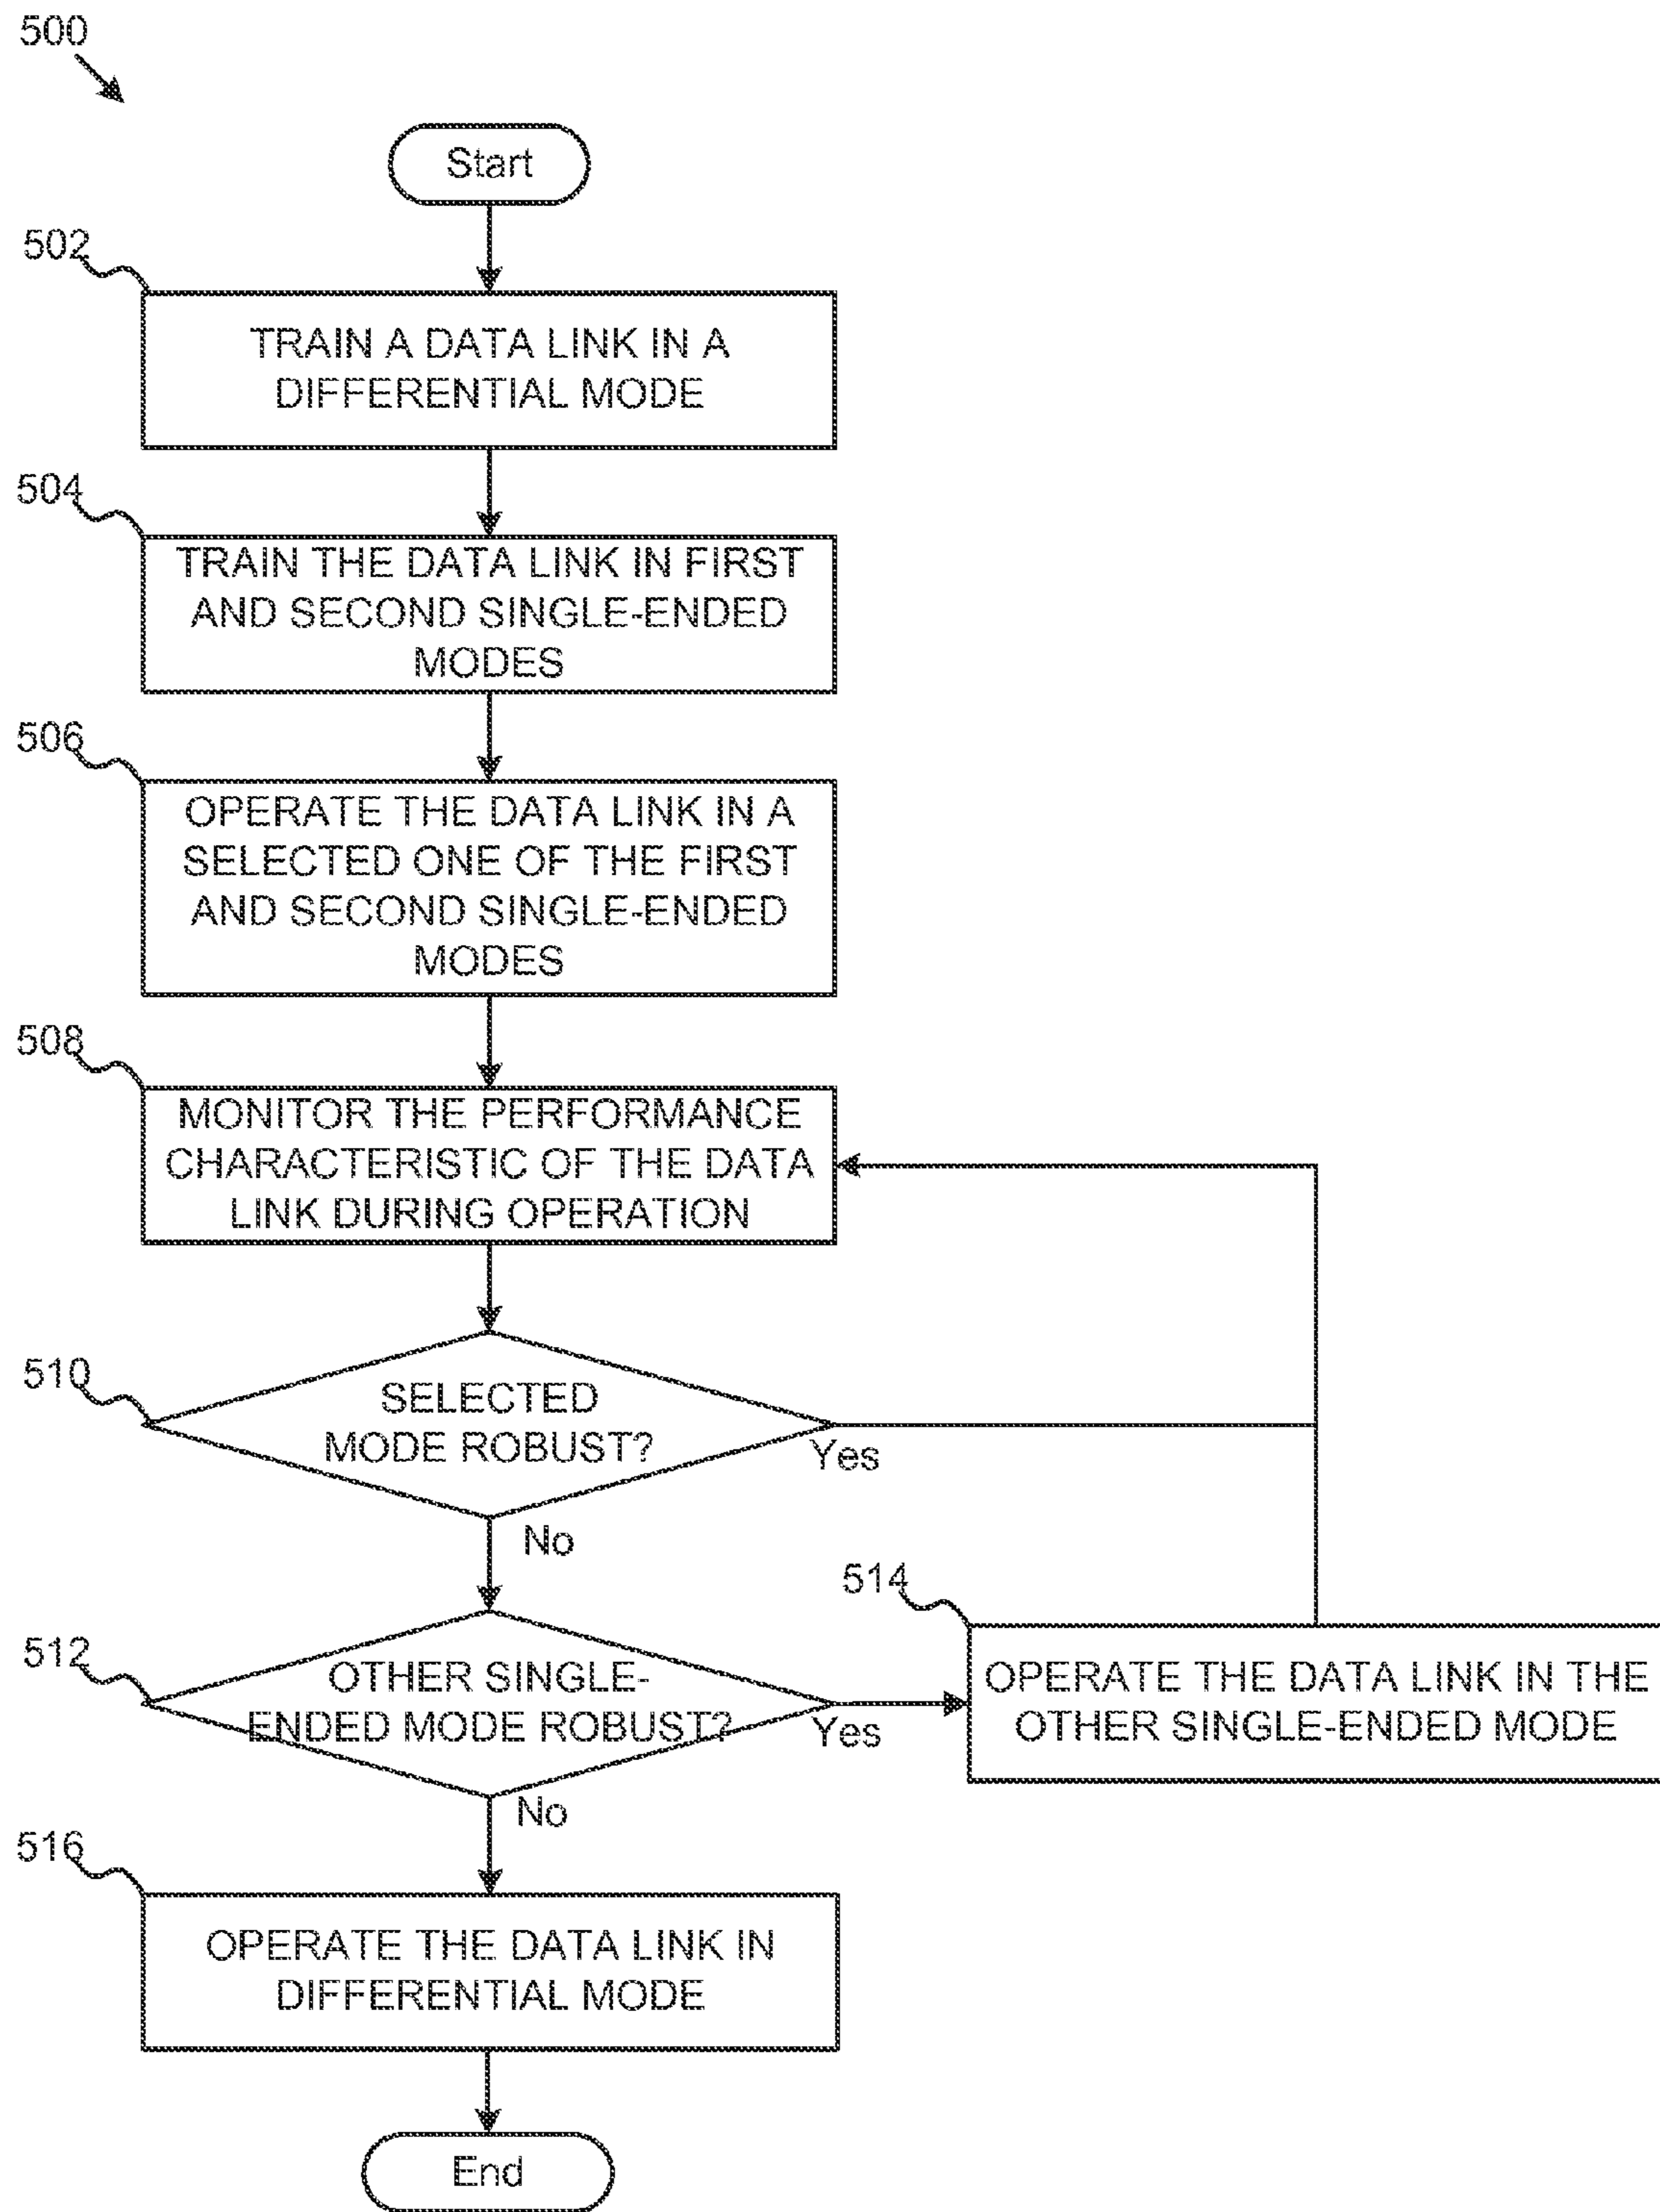 500
Start
502
TRAIN A DATA LINK IN A
DIFFERENTIAL MODE
504
TRAIN THE DATA LINK IN FIRST
AND SECOND SINGLE-ENDED
MODES
506
OPERATE THE DATA LINK IN A
SELECTED ONE OF THE FIRST
AND SECOND SINGLE-ENDED
MODES
508
MONITOR THE PERFORMANCE
CHARACTERISTIC OF THE DATA
LINK DURING OPERATION
510
SELECTED
MODE ROBUST?
Yes
No
512
OTHER SINGLE-
ENDED MODE ROBUST?
Yes
No
514
OPERATE THE DATA LINK IN THE
OTHER SINGLE-ENDED MODE
516
OPERATE THE DATA LINK IN
DIFFERENTIAL MODE
End